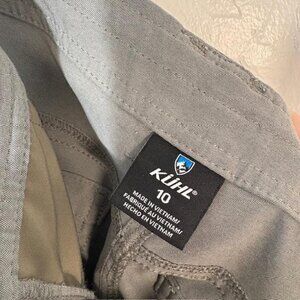 KÜHL®
10
MADE IN VIETNAM/
FABRIQUÉ AU VIETNAM/
HECHO EN VIETNAM